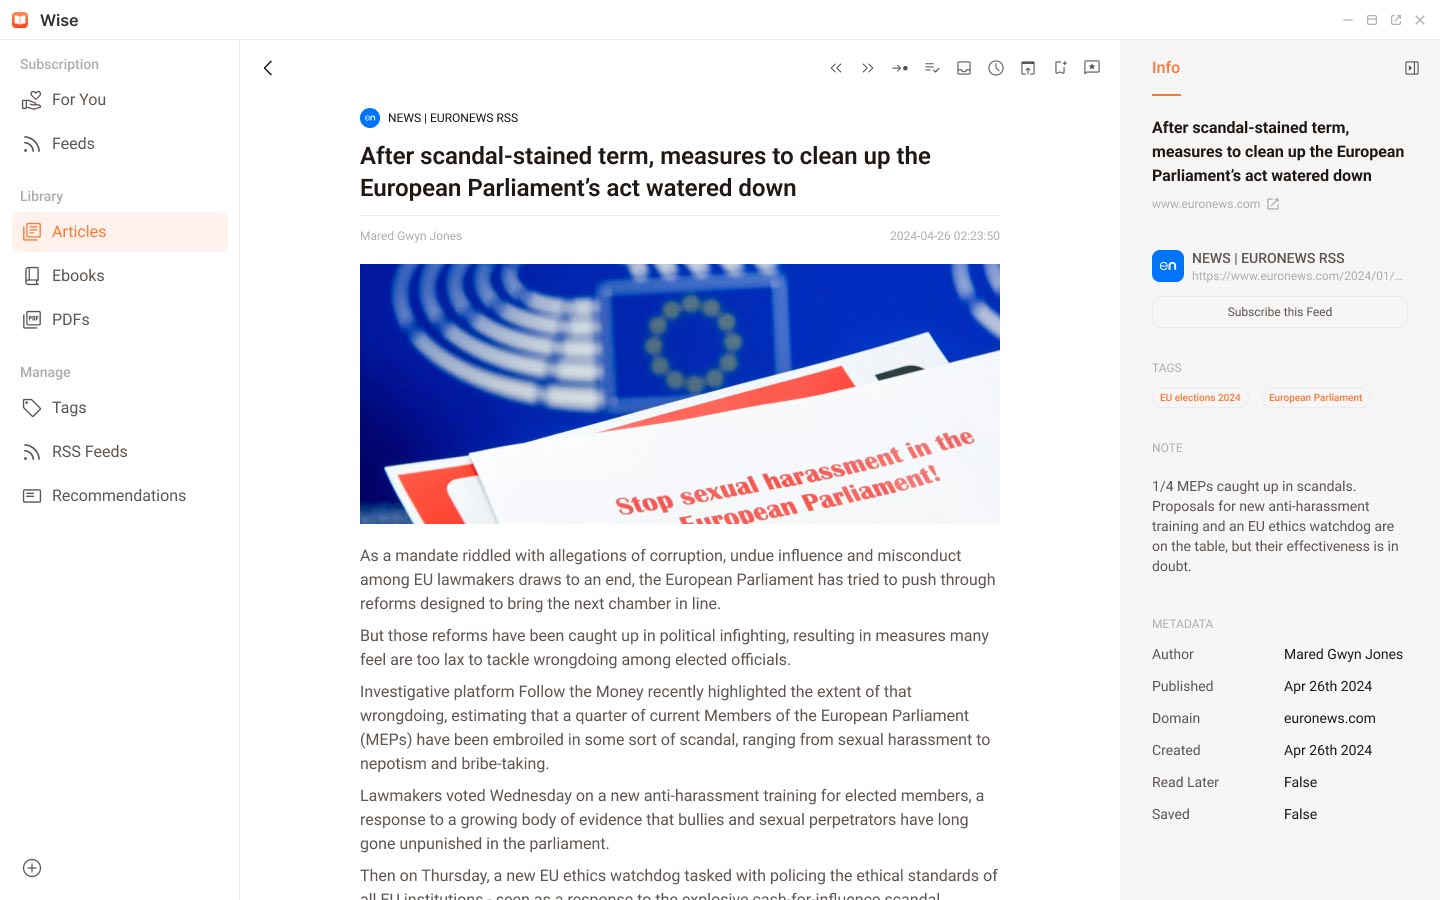 Wise
Subscription
For You
Feeds
Library
Articles
Ebooks
PDFs
Manage
Tags
RSS Feeds
Recommendations
en
NEWS | EURONEWS RSS
After scandal-stained term, measures to clean up the
European Parliament’s act watered down
Mared Gwyn Jones
2024-04-26 02:23:50
Stop sexual harassment in the
European Parliament!
As a mandate riddled with allegations of corruption, undue influence and misconduct
among EU lawmakers draws to an end, the European Parliament has tried to push through
reforms designed to bring the next chamber in line.
But those reforms have been caught up in political infighting, resulting in measures many
feel are too lax to tackle wrongdoing among elected officials.
Investigative platform Follow the Money recently highlighted the extent of that
wrongdoing, estimating that a quarter of current Members of the European Parliament
(MEPs) have been embroiled in some sort of scandal, ranging from sexual harassment to
nepotism and bribe-taking.
Lawmakers voted Wednesday on a new anti-harassment training for elected members, a
response to a growing body of evidence that bullies and sexual perpetrators have long
gone unpunished in the parliament.
Then on Thursday, a new EU ethics watchdog tasked with policing the ethical standards of
all EU institutions - seen as a response to the explosive cash-for-influence scandal
Info
After scandal-stained term,
measures to clean up the European
Parliament’s act watered down
www.euronews.com
en
NEWS | EURONEWS RSS
https://www.euronews.com/2024/01/...
Subscribe this Feed
TAGS
EU elections 2024
European Parliament
NOTE
1/4 MEPs caught up in scandals.
Proposals for new anti-harassment
training and an EU ethics watchdog are
on the table, but their effectiveness is in
doubt.
METADATA
Author
Mared Gwyn Jones
Published
Apr 26th 2024
Domain
euronews.com
Created
Apr 26th 2024
Read Later
False
Saved
False